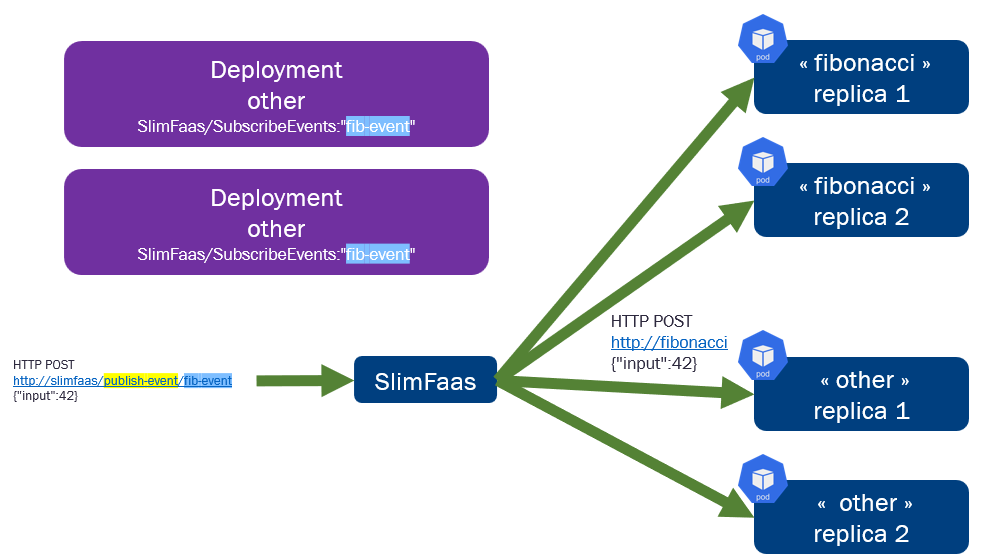 Deployment
other
SlimFaas/SubscribeEvents:"fib-event"
Deployment
other
SlimFaas/SubscribeEvents:"fib-event"
HTTP POST
http://slimfaas/publish-event/fib-event
{"input":42}
SlimFaas
HTTP POST
http://fibonacci
{"input":42}
pod
« fibonacci »
replica 1
pod
« fibonacci »
replica 2
pod
« other »
replica 1
pod
«  other »
replica 2